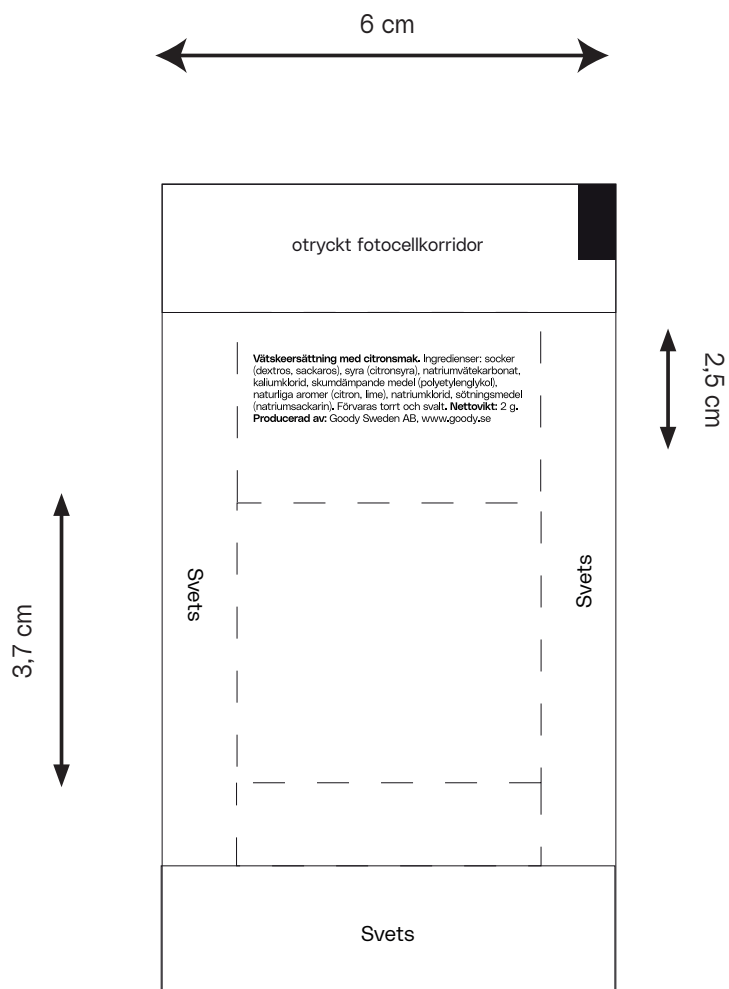 6 cm
otryckt fotocellkorridor
Vätskeersättning med citronsmak. Ingredienser: socker
(dextros, sackaros), syra (citronsyra), natriumvätekarbonat,
kaliumklorid, skumdämpande medel (polyetylenglykol),
naturliga aromer (citron, lime), natriumklorid, sötningsmedel
(natriumsackarin). Förvaras torrt och svalt. Nettovikt: 2 g.
Producerad av: Goody Sweden AB, www.goody.se
2,5 cm
Svets
Svets
3,7 cm
Svets